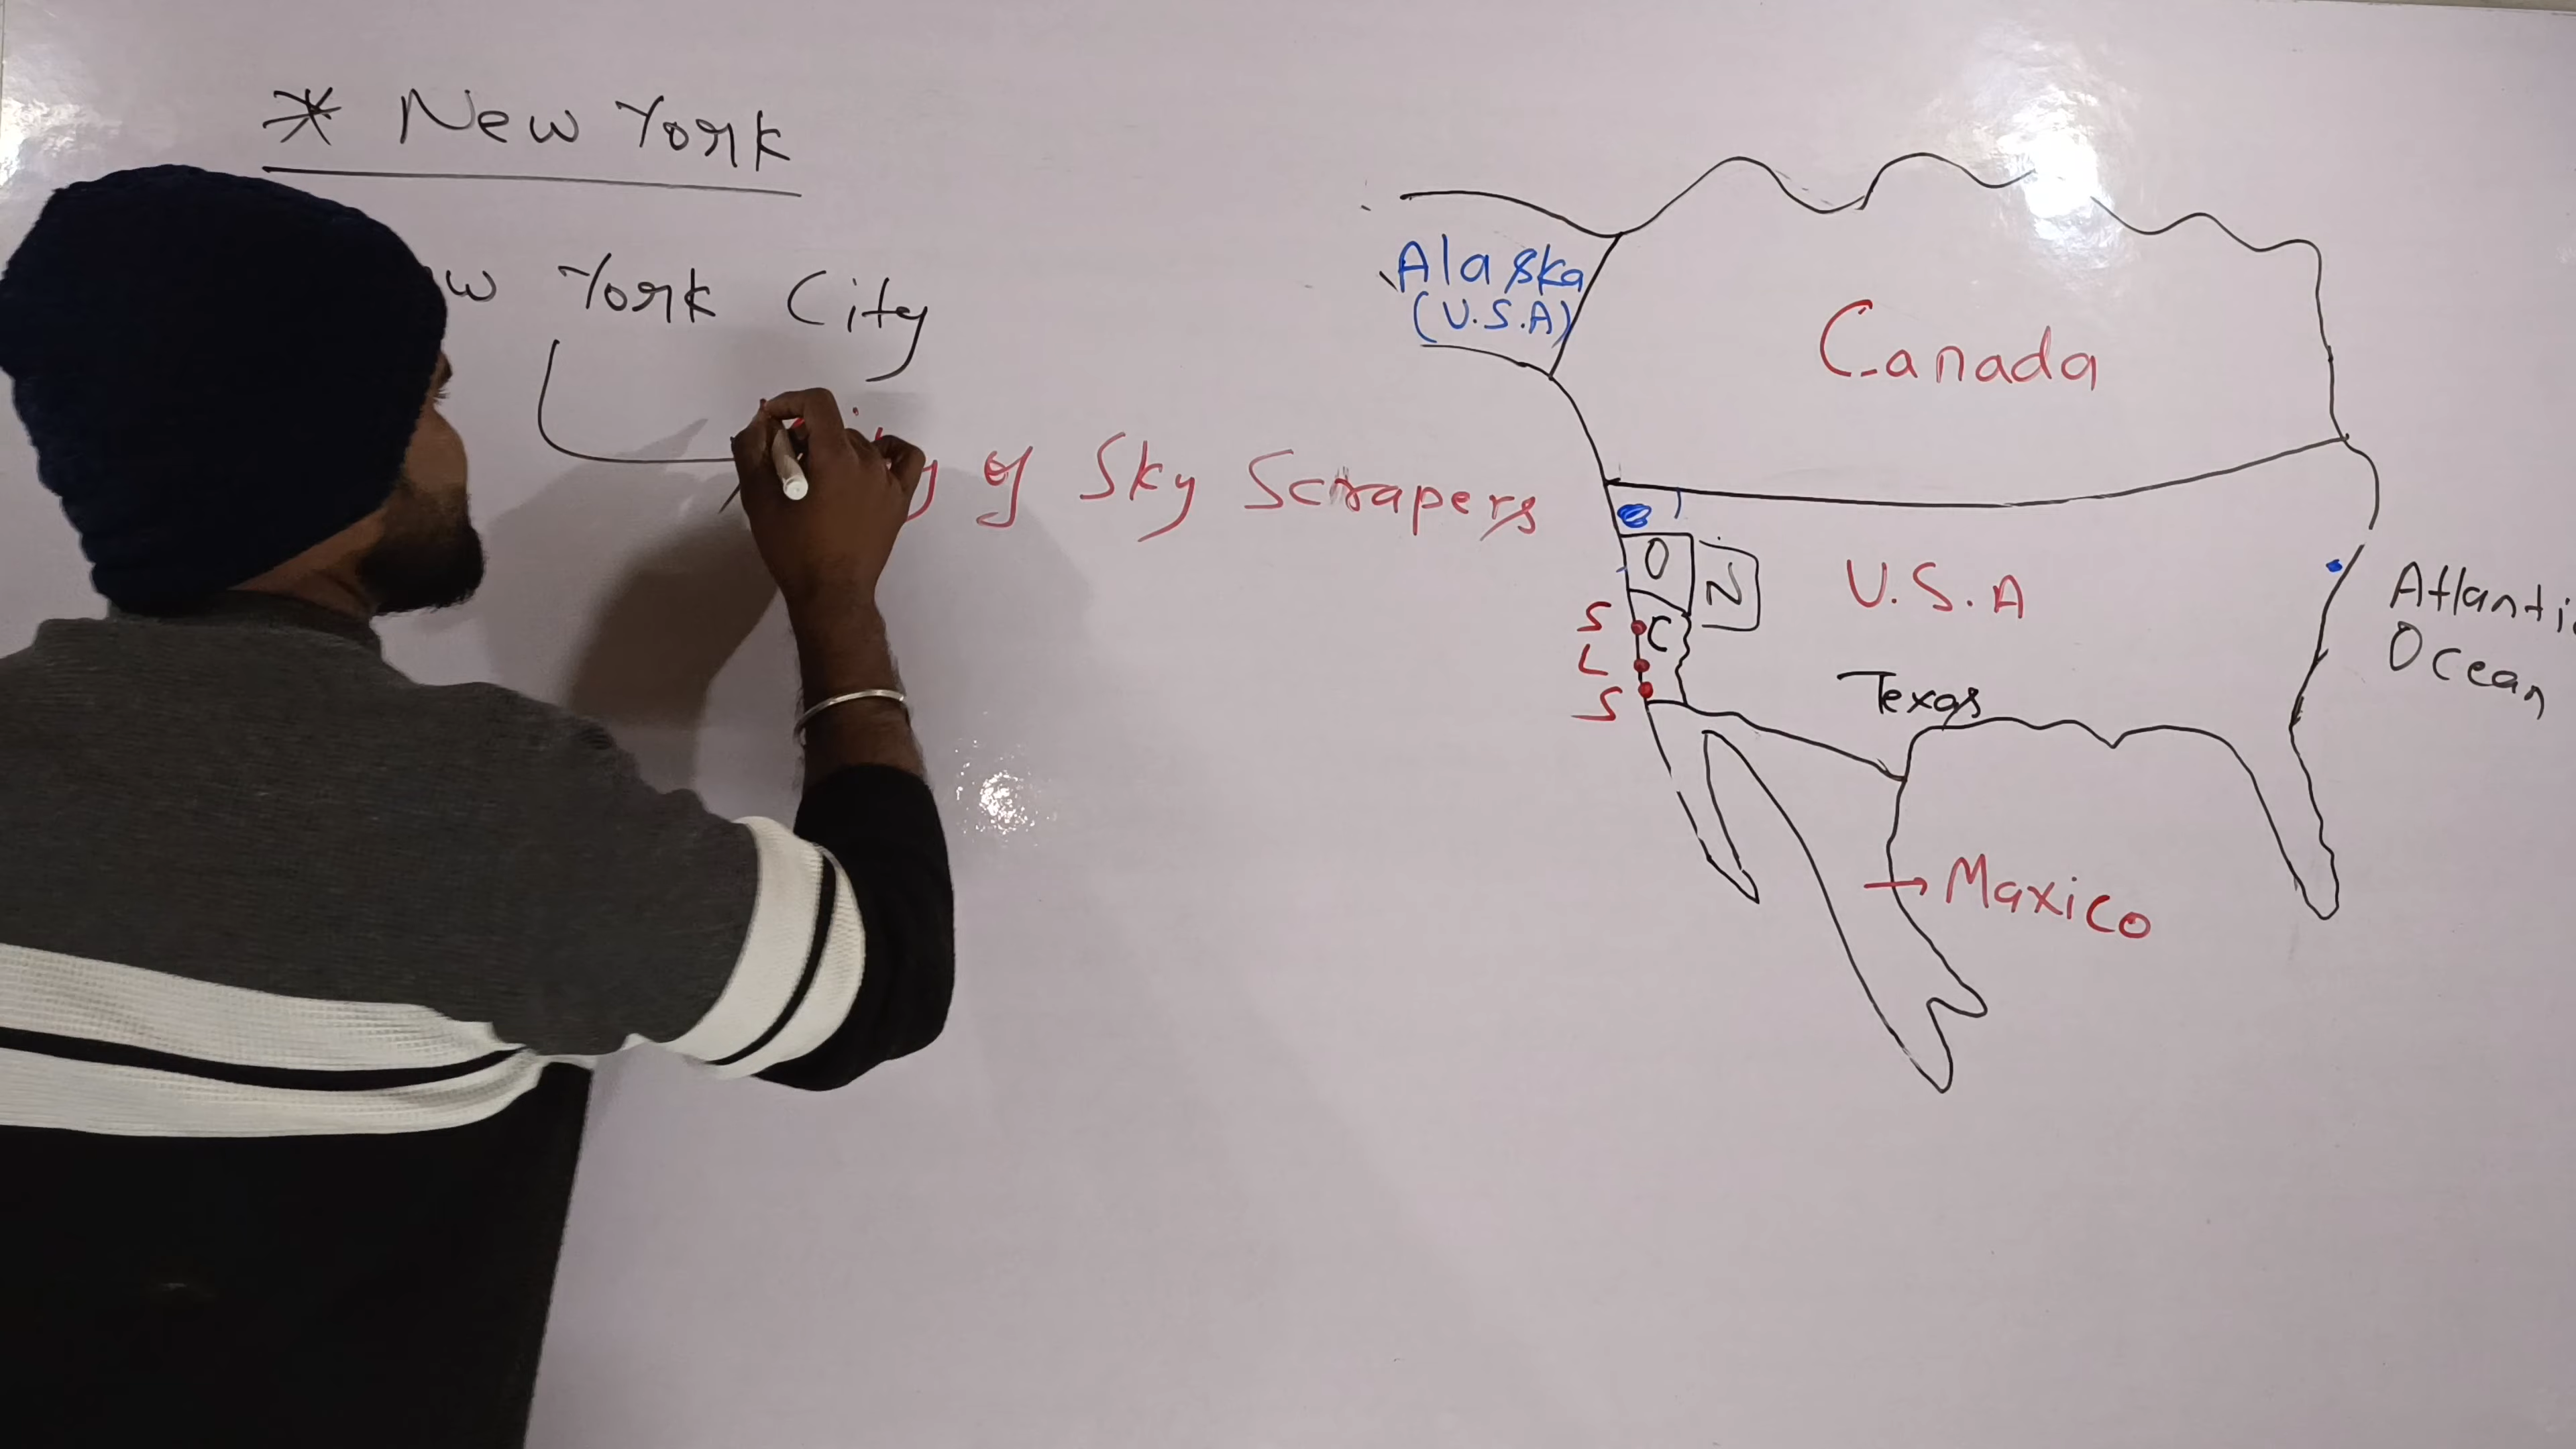 * New York
York City
of Sky Scrapers
Alaska
(U.S.A)
Canada
O
N
U.S.A
S
C
L
S
Texas
Atlanti
Ocean
→ Maxico